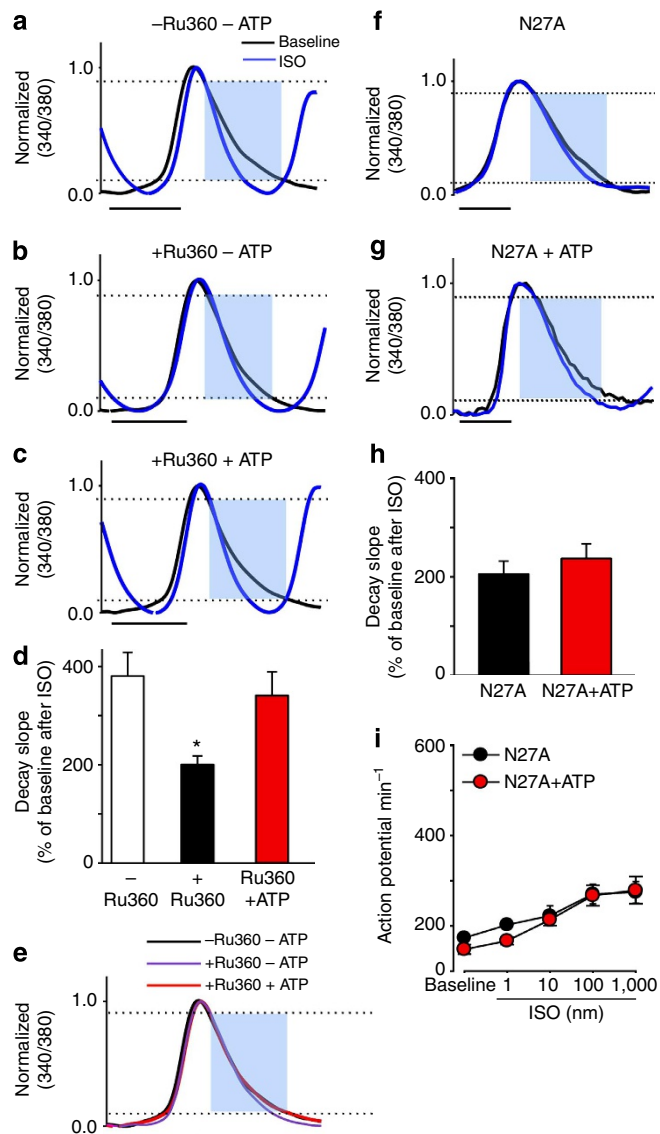 a
–Ru360 – ATP
Baseline
ISO
Normalized
(340/380)
1.0
0.0
b
+Ru360 – ATP
Normalized
(340/380)
1.0
0.0
c
+Ru360 + ATP
Normalized
(340/380)
1.0
0.0
d
Decay slope
(% of baseline after ISO)
400
200
0
*
–
Ru360
+
Ru360
Ru360
+ATP
e
–Ru360 – ATP
+Ru360 – ATP
+Ru360 + ATP
Normalized
(340/380)
1.0
0.0
f
N27A
Normalized
(340/380)
1.0
0.0
g
N27A + ATP
Normalized
(340/380)
1.0
0.0
h
Decay slope
(% of baseline after ISO)
400
200
0
N27A N27A+ATP
i
N27A
N27A+ATP
Action potential min⁻¹
600
400
200
0
Baseline 1 10 100 1,000
ISO (nm)